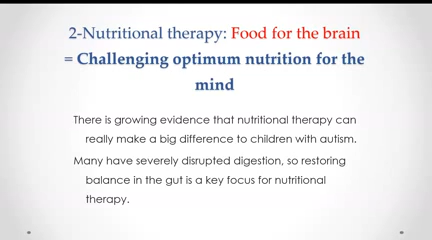 2-Nutritional therapy: Food for the brain
= Challenging optimum nutrition for the
mind
There is growing evidence that nutritional therapy can
really make a big difference to children with autism.
Many have severely disrupted digestion, so restoring
balance in the gut is a key focus for nutritional
therapy.